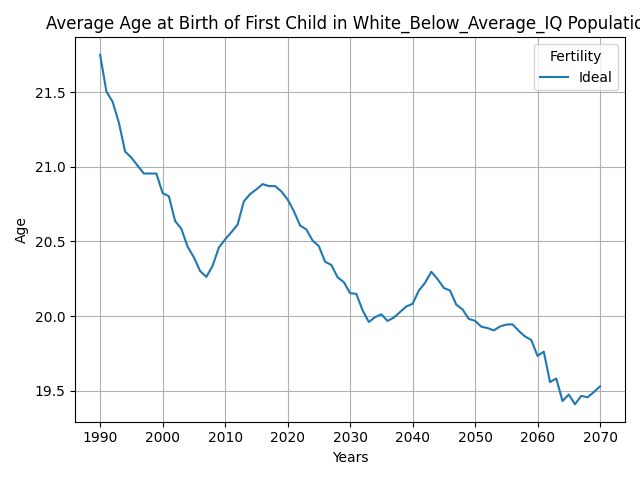 Average Age at Birth of First Child in White_Below_Average_IQ Populatio
Fertility
Ideal
Age
21.5
21.0
20.5
20.0
19.5
1990 2000 2010 2020 2030 2040 2050 2060 2070
Years